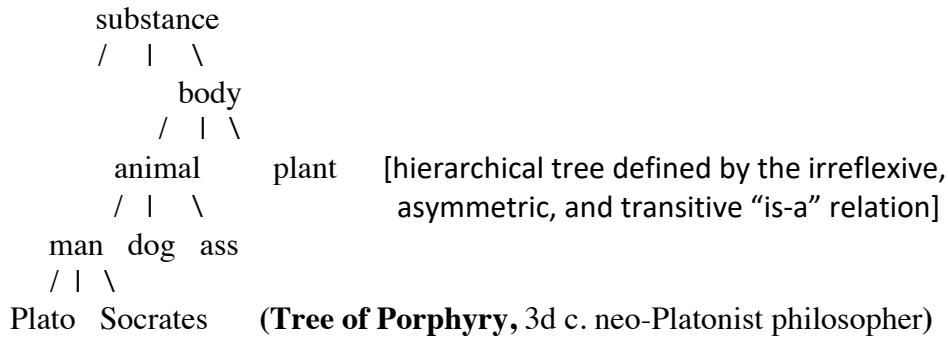 substance
/ | \
body
/ | \
animal plant [hierarchical tree defined by the irreflexive,
/ | \ asymmetric, and transitive “is-a” relation]
man dog ass
/ | \
Plato Socrates (Tree of Porphyry, 3d c. neo-Platonist philosopher)